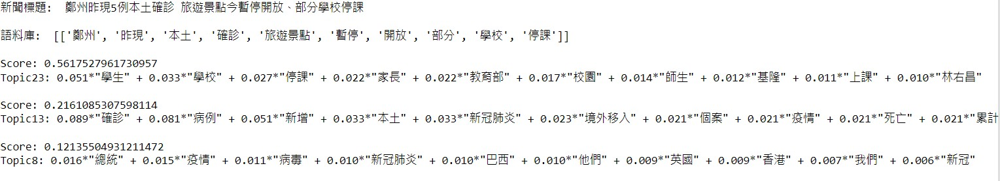 新聞標題:  鄭州昨現5例本土確診 旅遊景點今暫停開放、部分學校停課
語料庫:  [['鄭州', '昨現', '本土', '確診', '旅遊景點', '暫停', '開放', '部分', '學校', '停課']]
Score: 0.5617527961730957
Topic23: 0.051*"學生" + 0.033*"學校" + 0.027*"停課" + 0.022*"家長" + 0.022*"教育部" + 0.017*"校園" + 0.014*"師生" + 0.012*"基隆" + 0.011*"上課" + 0.010*"林右昌"
Score: 0.2161085307598114
Topic13: 0.089*"確診" + 0.081*"病例" + 0.051*"新增" + 0.033*"本土" + 0.033*"新冠肺炎" + 0.023*"境外移入" + 0.021*"個案" + 0.021*"疫情" + 0.021*"死亡" + 0.021*"累計
Score: 0.12135504931211472
Topic8: 0.016*"總統" + 0.015*"疫情" + 0.011*"病毒" + 0.010*"新冠肺炎" + 0.010*"巴西" + 0.010*"他們" + 0.009*"英國" + 0.009*"香港" + 0.007*"我們" + 0.006*"新冠"